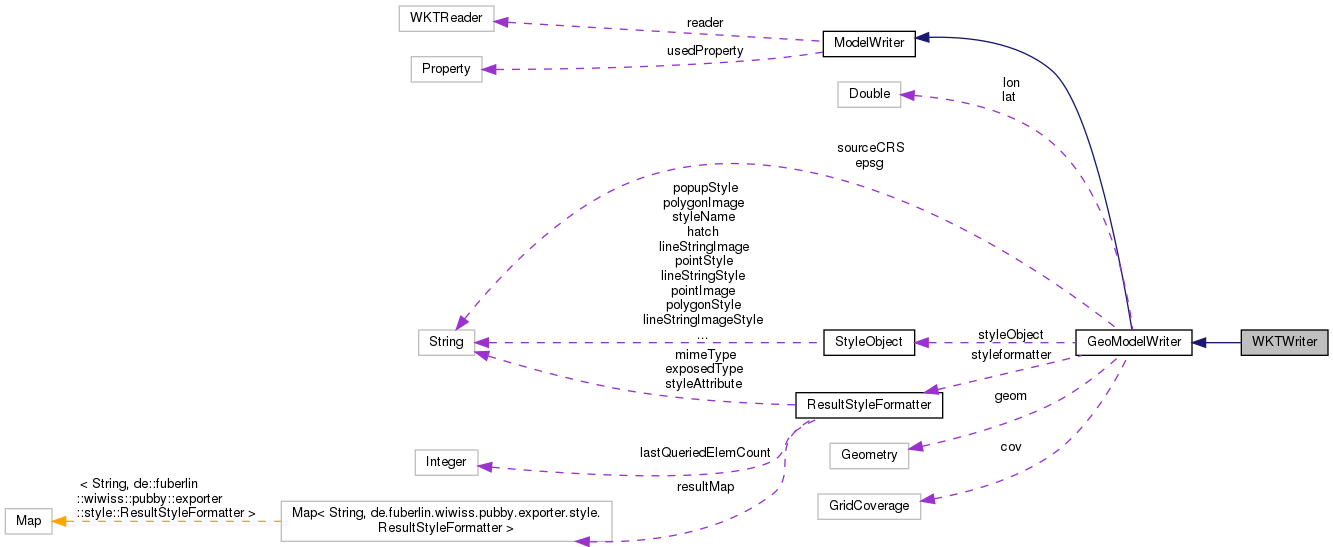 WKTReader
reader
ModelWriter
usedProperty
Property
Double
lon
lat
sourceCRS
epsg
popupStyle
polygonImage
styleName
hatch
lineStringImage
pointStyle
lineStringStyle
pointImage
polygonStyle
lineStringImageStyle
...
String
StyleObject
styleObject
GeoModelWriter
WKTWriter
mimeType
exposedType
styleAttribute
styleformatter
ResultStyleFormatter
geom
Geometry
lastQueriedElemCount
Integer
cov
resultMap
GridCoverage
< String, de::fuberlin
::wiwiss::pubby::exporter
::style::ResultStyleFormatter >
Map
Map< String, de.fuberlin.wiwiss.pubby.exporter.style.
ResultStyleFormatter >